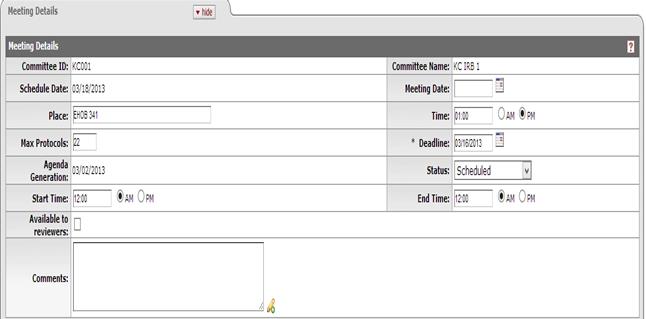 Meeting Details
▼ hide
Meeting Details ?
Committee ID: KC001 Committee Name: KC IRB 1
Schedule Date: 03/18/2013 Meeting Date:
Place: EHOB 341 Time: 01:00 AM PM
Max Protocols: 22 * Deadline: 03/16/2013
Agenda Generation: 03/02/2013 Status: Scheduled
Start Time: 12:00 AM PM End Time: 12:00 AM PM
Available to reviewers:
Comments: